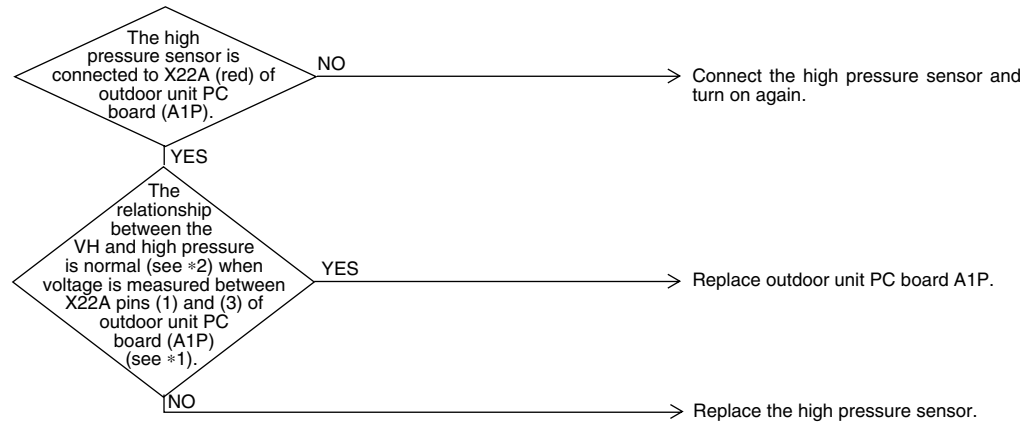 The high
pressure sensor is
connected to X22A (red) of
outdoor unit PC
board (A1P).
NO
Connect the high pressure sensor and
turn on again.
YES
The
relationship
between the
VH and high pressure
is normal (see *2) when
voltage is measured between
X22A pins (1) and (3) of
outdoor unit PC
board (A1P)
(see *1).
YES
Replace outdoor unit PC board A1P.
NO
Replace the high pressure sensor.